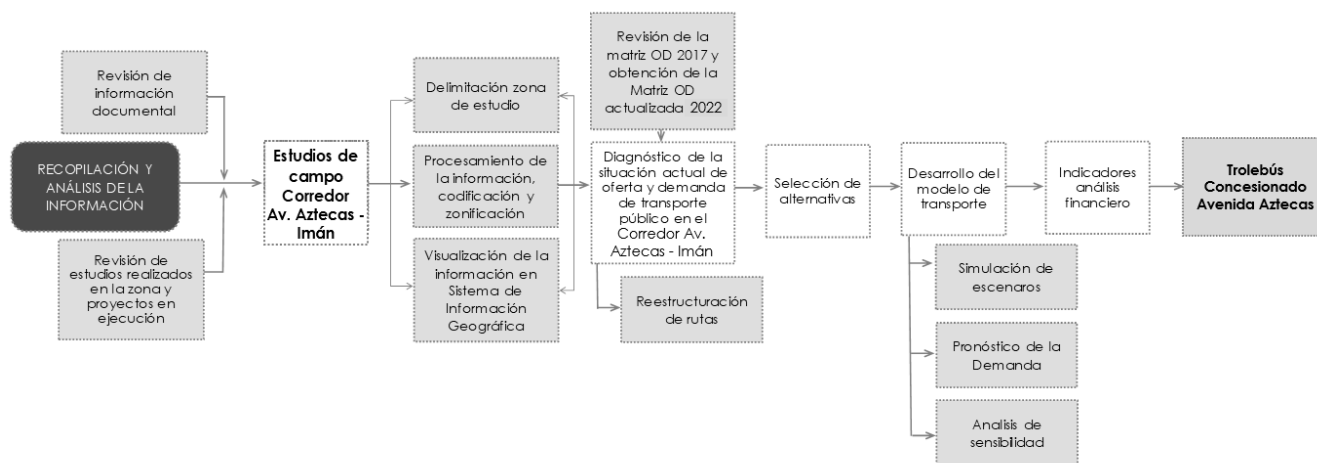 Revisión de
información
documental
RECOPILACIÓN Y
ANÁLISIS DE LA
INFORMACIÓN
Revisión de
estudios realizados
en la zona y
proyectos en
ejecución
Estudios de
campo
Corredor
Av. Aztecas -
Imán
Delimitación zona
de estudio
Procesamiento de
la información,
codificación y
zonificación
Visualización de la
información en
Sistema de
Información
Geográfica
Revisión de la
matriz OD 2017 y
obtención de la
Matriz OD
actualizada 2022
Diagnóstico de la
situación actual de
oferta y demanda
de transporte
público en el
Corredor Av.
Aztecas - Imán
Reestructuración
de rutas
Selección de
alternativas
Desarrollo del
modelo de
transporte
Simulación de
escenaros
Pronóstico de la
Demanda
Analisis de
sensibilidad
Indicadores
análisis
financiero
Trolebús
Concesionado
Avenida Aztecas